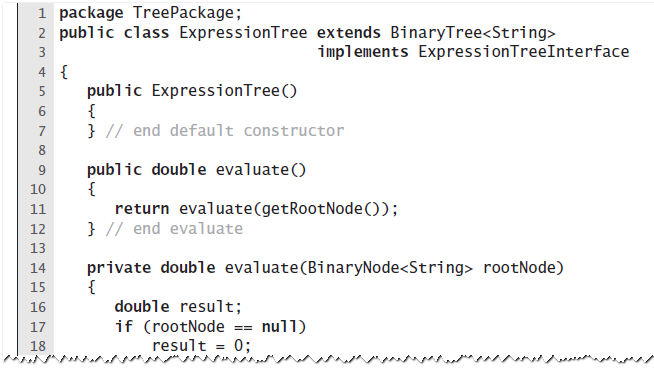 1 package TreePackage;
2 public class ExpressionTree extends BinaryTree<String>
3 implements ExpressionTreeInterface
4 {
5 public ExpressionTree()
6 {
7 } // end default constructor
8
9 public double evaluate()
10 {
11 return evaluate(getRootNode());
12 } // end evaluate
13
14 private double evaluate(BinaryNode<String> rootNode)
15 {
16 double result;
17 if (rootNode == null)
18 result = 0;